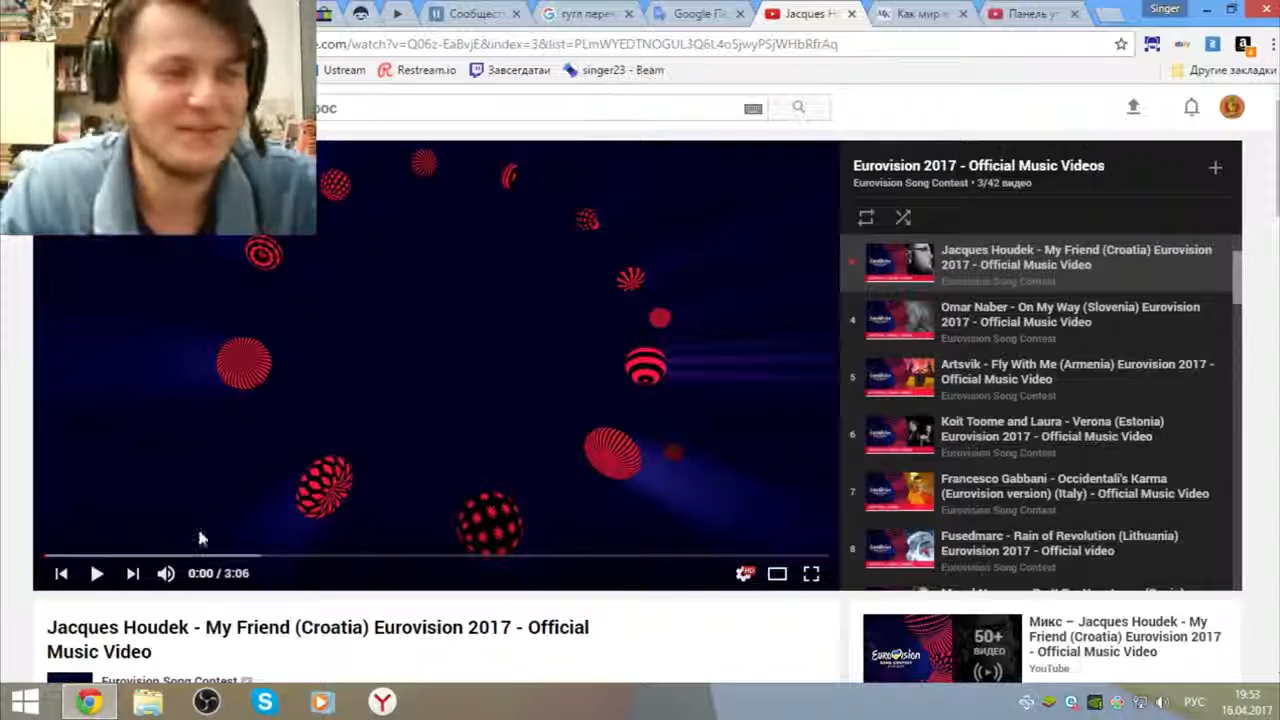 Сообщест
гугл пере
Google П
Jacques H
Как мир
Панель у
Singer
.com/watch?v=Q06z-EaBvjE&index=3&list=PLmWYEDTNOGUL3Q6L4oSjwyPSjWHbRfrAq
Ustream
Restream.io
Завсегдатаи
singer23 - Beam
Другие закладки
рос
Eurovision 2017 - Official Music Videos
Eurovision Song Contest • 3/42 видео
Jacques Houdek - My Friend (Croatia) Eurovision
2017 - Official Music Video
Eurovision Song Contest
4
Omar Naber - On My Way (Slovenia) Eurovision
2017 - Official Music Video
Eurovision Song Contest
5
Artsvik - Fly With Me (Armenia) Eurovision 2017 -
Official Music Video
Eurovision Song Contest
6
Koit Toome and Laura - Verona (Estonia)
Eurovision 2017 - Official Music Video
Eurovision Song Contest
7
Francesco Gabbani - Occidentali's Karma
(Eurovision version) (Italy) - Official Music Video
Eurovision Song Contest
8
Fusedmarc - Rain of Revolution (Lithuania)
Eurovision 2017 - Official video
Eurovision Song Contest
0:00 / 3:06
HD
Jacques Houdek - My Friend (Croatia) Eurovision 2017 - Official
Music Video
Eurovision Song Contest
EUROVISION
50+
ВИДЕО
Микс – Jacques Houdek - My
Friend (Croatia) Eurovision 2017
- Official Music Video
YouTube
РУС
19:53
16.04.2017